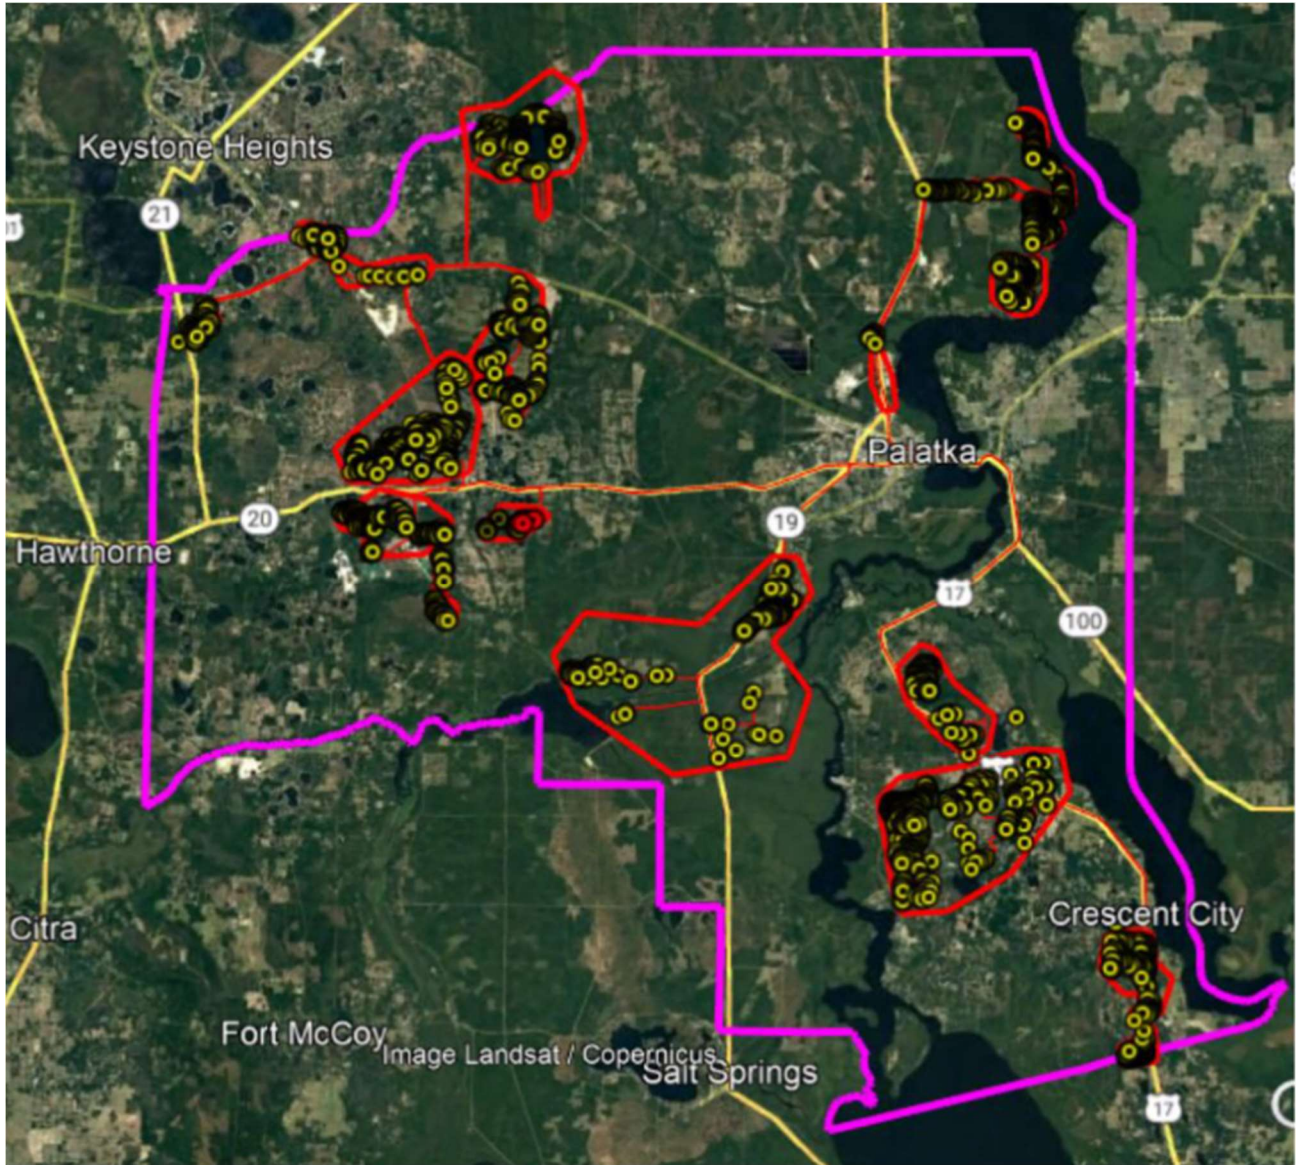 Keystone Heights
21
Palatka
19
20
Hawthorne
17
100
Crescent City
Citra
Fort McCoy
Image Landsat / Copernicus
Salt Springs
17